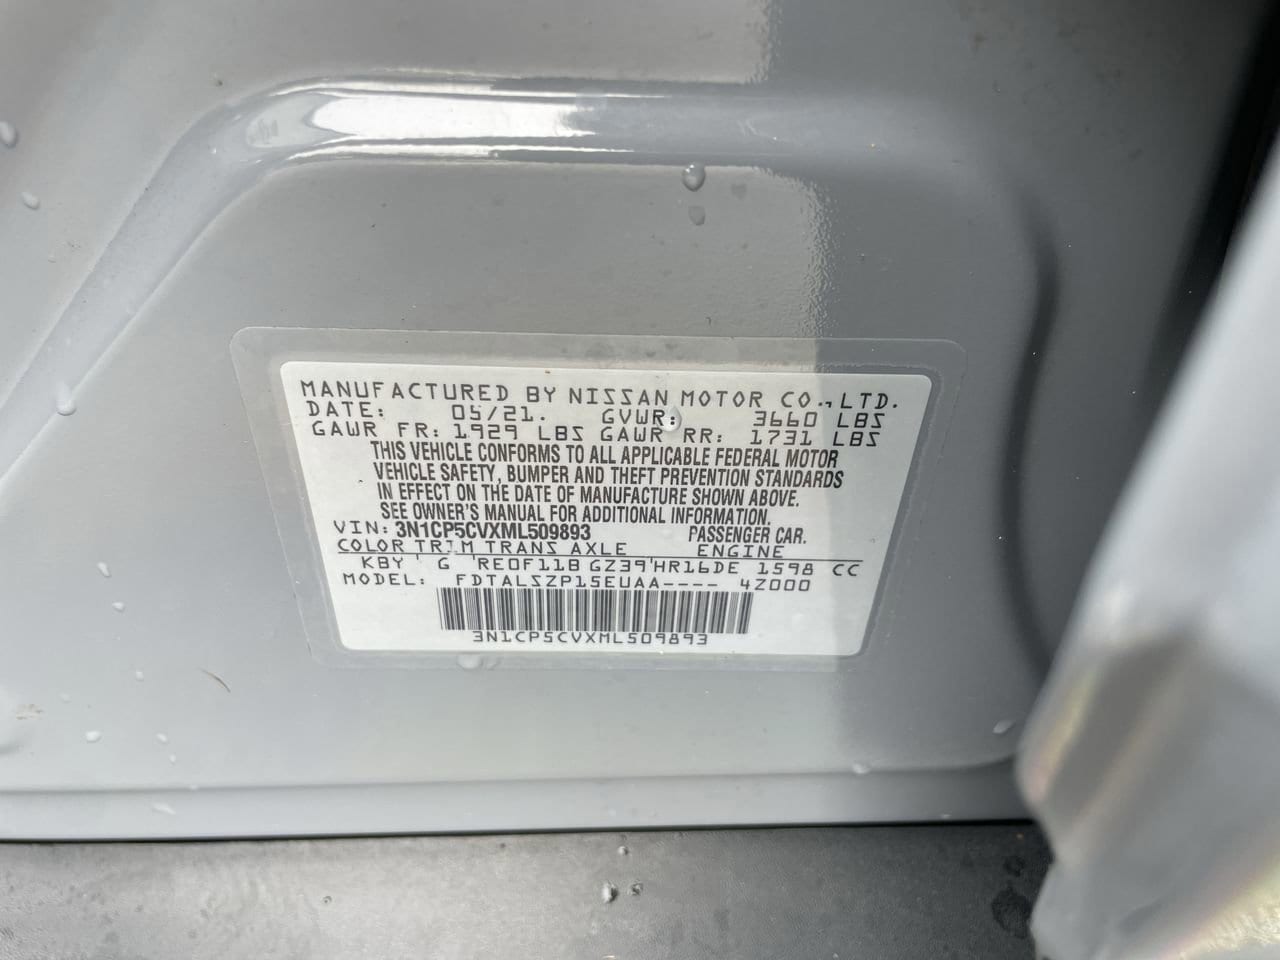 MANUFACTURED BY NISSAN MOTOR CO.,LTD.
DATE: 05/21. GVWR: 3660 LBS
GAWR FR: 1929 LBS GAWR RR: 1731 LBS
THIS VEHICLE CONFORMS TO ALL APPLICABLE FEDERAL MOTOR
VEHICLE SAFETY, BUMPER AND THEFT PREVENTION STANDARDS
IN EFFECT ON THE DATE OF MANUFACTURE SHOWN ABOVE.
SEE OWNER'S MANUAL FOR ADDITIONAL INFORMATION.
VIN: 3N1CP5CVXML509893 PASSENGER CAR.
COLOR TRIM TRANS AXLE ENGINE
KBY G RE0F11B GZ39 HR16DE 1598 CC
MODEL: FDTALSZP15EUAA---- 4Z000
3N1CP5CVXML509893